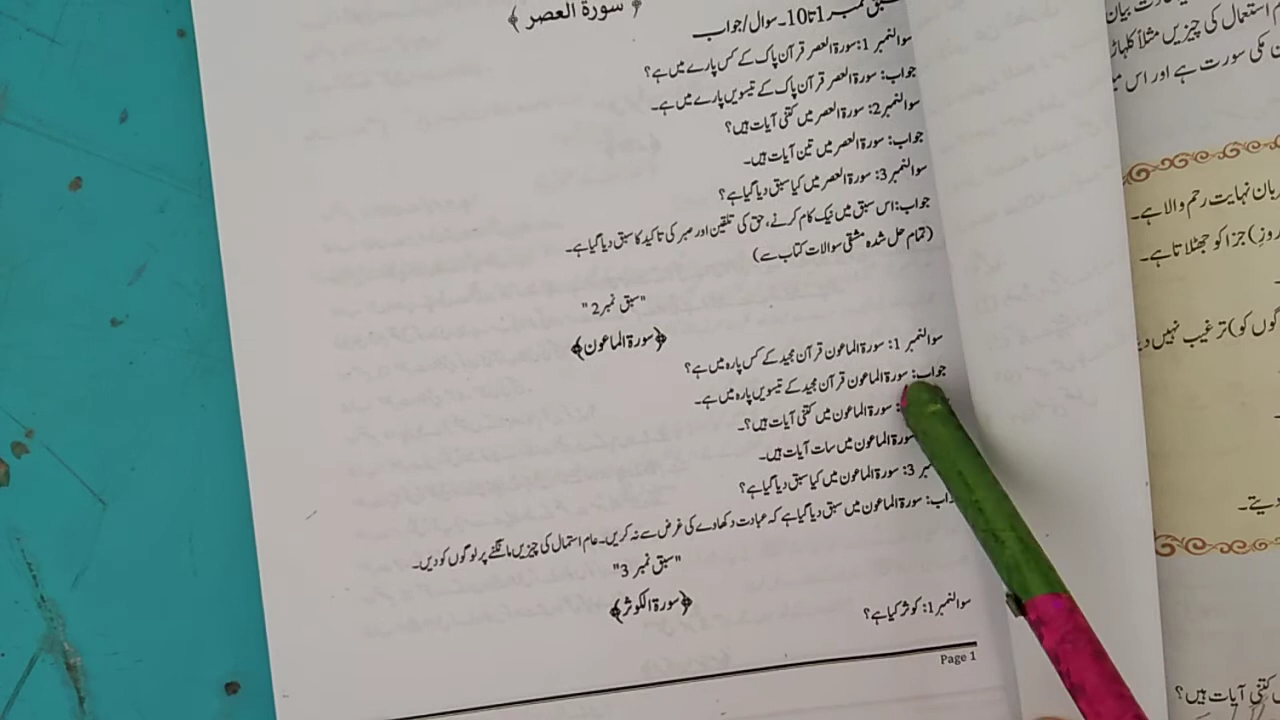 ﴿ سورۃ العصر ﴾
سبق نمبر 1 تا 10۔ سوال/جواب
سوالنمبر 1: سورۃ العصر قرآن پاک کے کس پارے میں ہے؟
جواب: سورۃ العصر قرآن پاک کے تیسویں پارے میں ہے۔
سوالنمبر 2: سورۃ العصر میں کتنی آیات ہیں؟
جواب: سورۃ العصر میں تین آیات ہیں۔
سوالنمبر 3: سورۃ العصر میں کیا سبق دیا گیا ہے؟
جواب: اس سبق میں نیک کام کرنے، حق کی تلقین اور صبر کی تاکید کا سبق دیا گیا ہے۔
(تمام حل شدہ مشقی سوالات کتاب سے)
"سبق نمبر 2"
﴿سورۃ الماعون﴾
سوالنمبر 1: سورۃ الماعون قرآن مجید کے کس پارہ میں ہے؟
جواب: سورۃ الماعون قرآن مجید کے تیسویں پارہ میں ہے۔
: سورۃ الماعون میں کتنی آیات ہیں؟۔
سورۃ الماعون میں سات آیات ہیں۔
نمبر 3: سورۃ الماعون میں کیا سبق دیا گیا ہے؟
جواب: سورۃ الماعون میں سبق دیا گیا ہے کہ عبادت دکھاوے کی غرض سے نہ کریں۔ عام استمال کی چیزیں مانگنے پر لوگوں کو دیں۔
"سبق نمبر 3"
﴿سورۃ الکوثر﴾
سوالنمبر 1: کوثر کیا ہے؟
Page 1
بیان
استعمال کی چیزیں مثلاً کلہاڑ
مکی سورت ہے اور اس
نہایت رحم والا ہے۔
روز) جزا کو جھٹلاتا ہے۔
گوں کو) ترغیب نہیں
دیتے۔
کتنی آیات ہیں؟